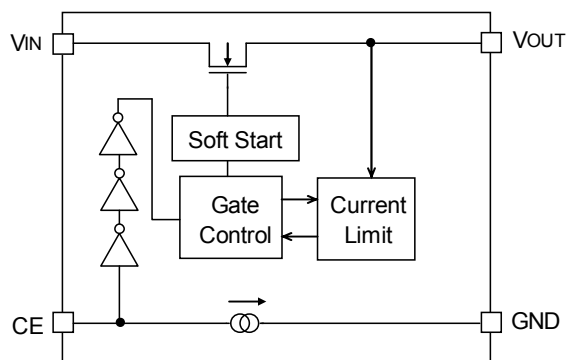 VIN
VOUT
Soft Start
Gate
Control
Current
Limit
CE
GND